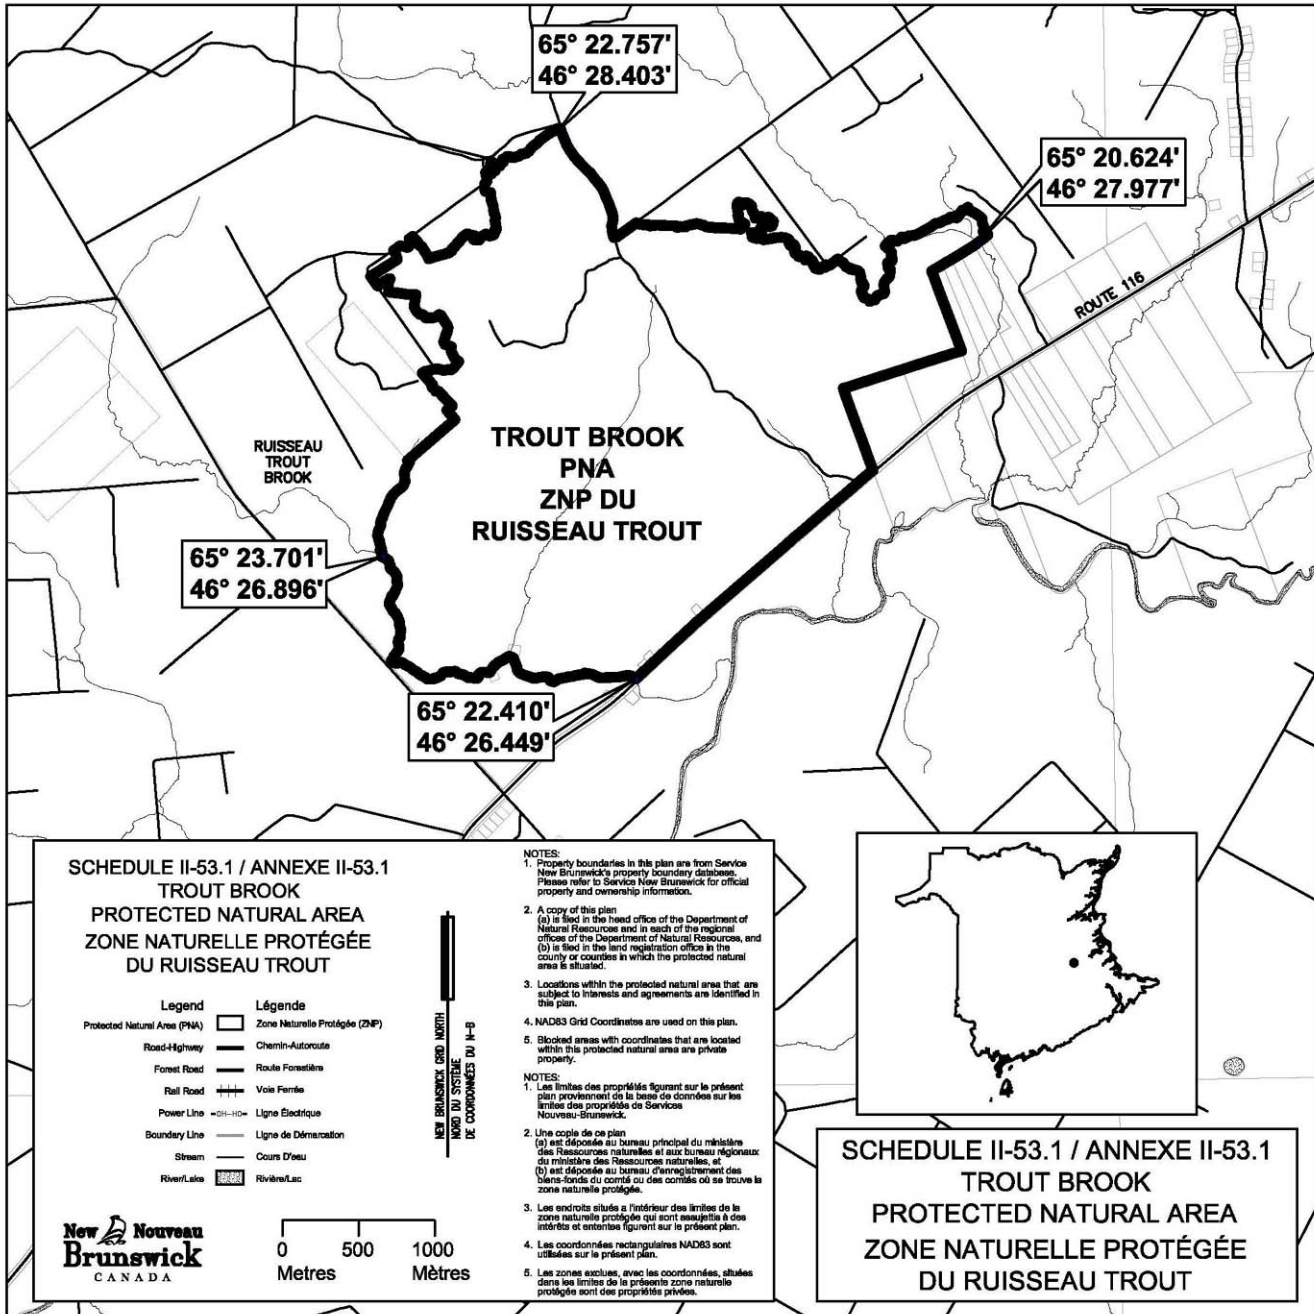 65° 22.757'
46° 28.403'
65° 20.624'
46° 27.977'
ROUTE 116
RUISSEAU
TROUT
BROOK
TROUT BROOK
PNA
ZNP DU
RUISSEAU TROUT
65° 23.701'
46° 26.896'
65° 22.410'
46° 26.449'
SCHEDULE II-53.1 / ANNEXE II-53.1
TROUT BROOK
PROTECTED NATURAL AREA
ZONE NATURELLE PROTÉGÉE
DU RUISSEAU TROUT
Legend Légende
Protected Natural Area (PNA) Zone Naturelle Protégée (ZNP)
Road-Highway Chemin-Autoroute
Forest Road Route Forestière
Rail Road Voie Ferrée
Power Line -OH-HO- Ligne Électrique
Boundary Line Ligne de Démarcation
Stream Cours D'eau
River/Lake Rivière/Lac
NEW BRUNSWICK GRID NORTH
NORD DU SYSTÈME
DE COORDONNÉES DU N-B
New Nouveau
Brunswick
CANADA
0 500 1000
Metres Mètres
NOTES:
1. Property boundaries in this plan are from Service
New Brunswick's property boundary database.
Please refer to Service New Brunswick for official
property and ownership information.
2. A copy of this plan
(a) is filed in the head office of the Department of
Natural Resources and in each of the regional
offices of the Department of Natural Resources, and
(b) is filed in the land registration office in the
county or counties in which the protected natural
area is situated.
3. Locations within the protected natural area that are
subject to interests and agreements are identified in
this plan.
4. NAD83 Grid Coordinates are used on this plan.
5. Blocked areas with coordinates that are located
within this protected natural area are private
property.
NOTES:
1. Les limites des propriétés figurant sur le présent
plan proviennent de la base de données sur les
limites des propriétés de Services
Nouveau-Brunswick.
2. Une copie de ce plan
(a) est déposée au bureau principal du ministère
des Ressources naturelles et aux bureau régionaux
du ministère des Ressources naturelles, et
(b) est déposée au bureau d'enregistrement des
biens-fonds du comté ou des comtés où se trouve la
zone naturelle protégée.
3. Les endroits situés a l'intérieur des limites de la
zone naturelle protégée qui sont assujettis à des
intérêts et ententes figurent sur le présent plan.
4. Les coordonnées rectangulaires NAD83 sont
utilisées sur le présent plan.
5. Les zones exclues, avec les coordonnées, situées
dans les limites de la présente zone naturelle
protégée sont des propriétés privées.
SCHEDULE II-53.1 / ANNEXE II-53.1
TROUT BROOK
PROTECTED NATURAL AREA
ZONE NATURELLE PROTÉGÉE
DU RUISSEAU TROUT